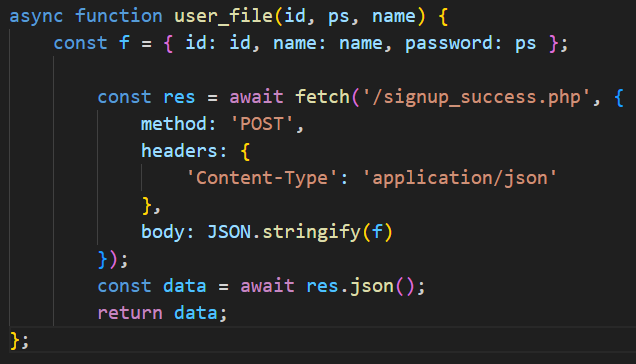 async function user_file(id, ps, name) {
    const f = { id: id, name: name, password: ps };

        const res = await fetch('/signup_success.php', {
            method: 'POST',
            headers: {
                'Content-Type': 'application/json'
            },
            body: JSON.stringify(f)
        });
        const data = await res.json();
        return data;
};